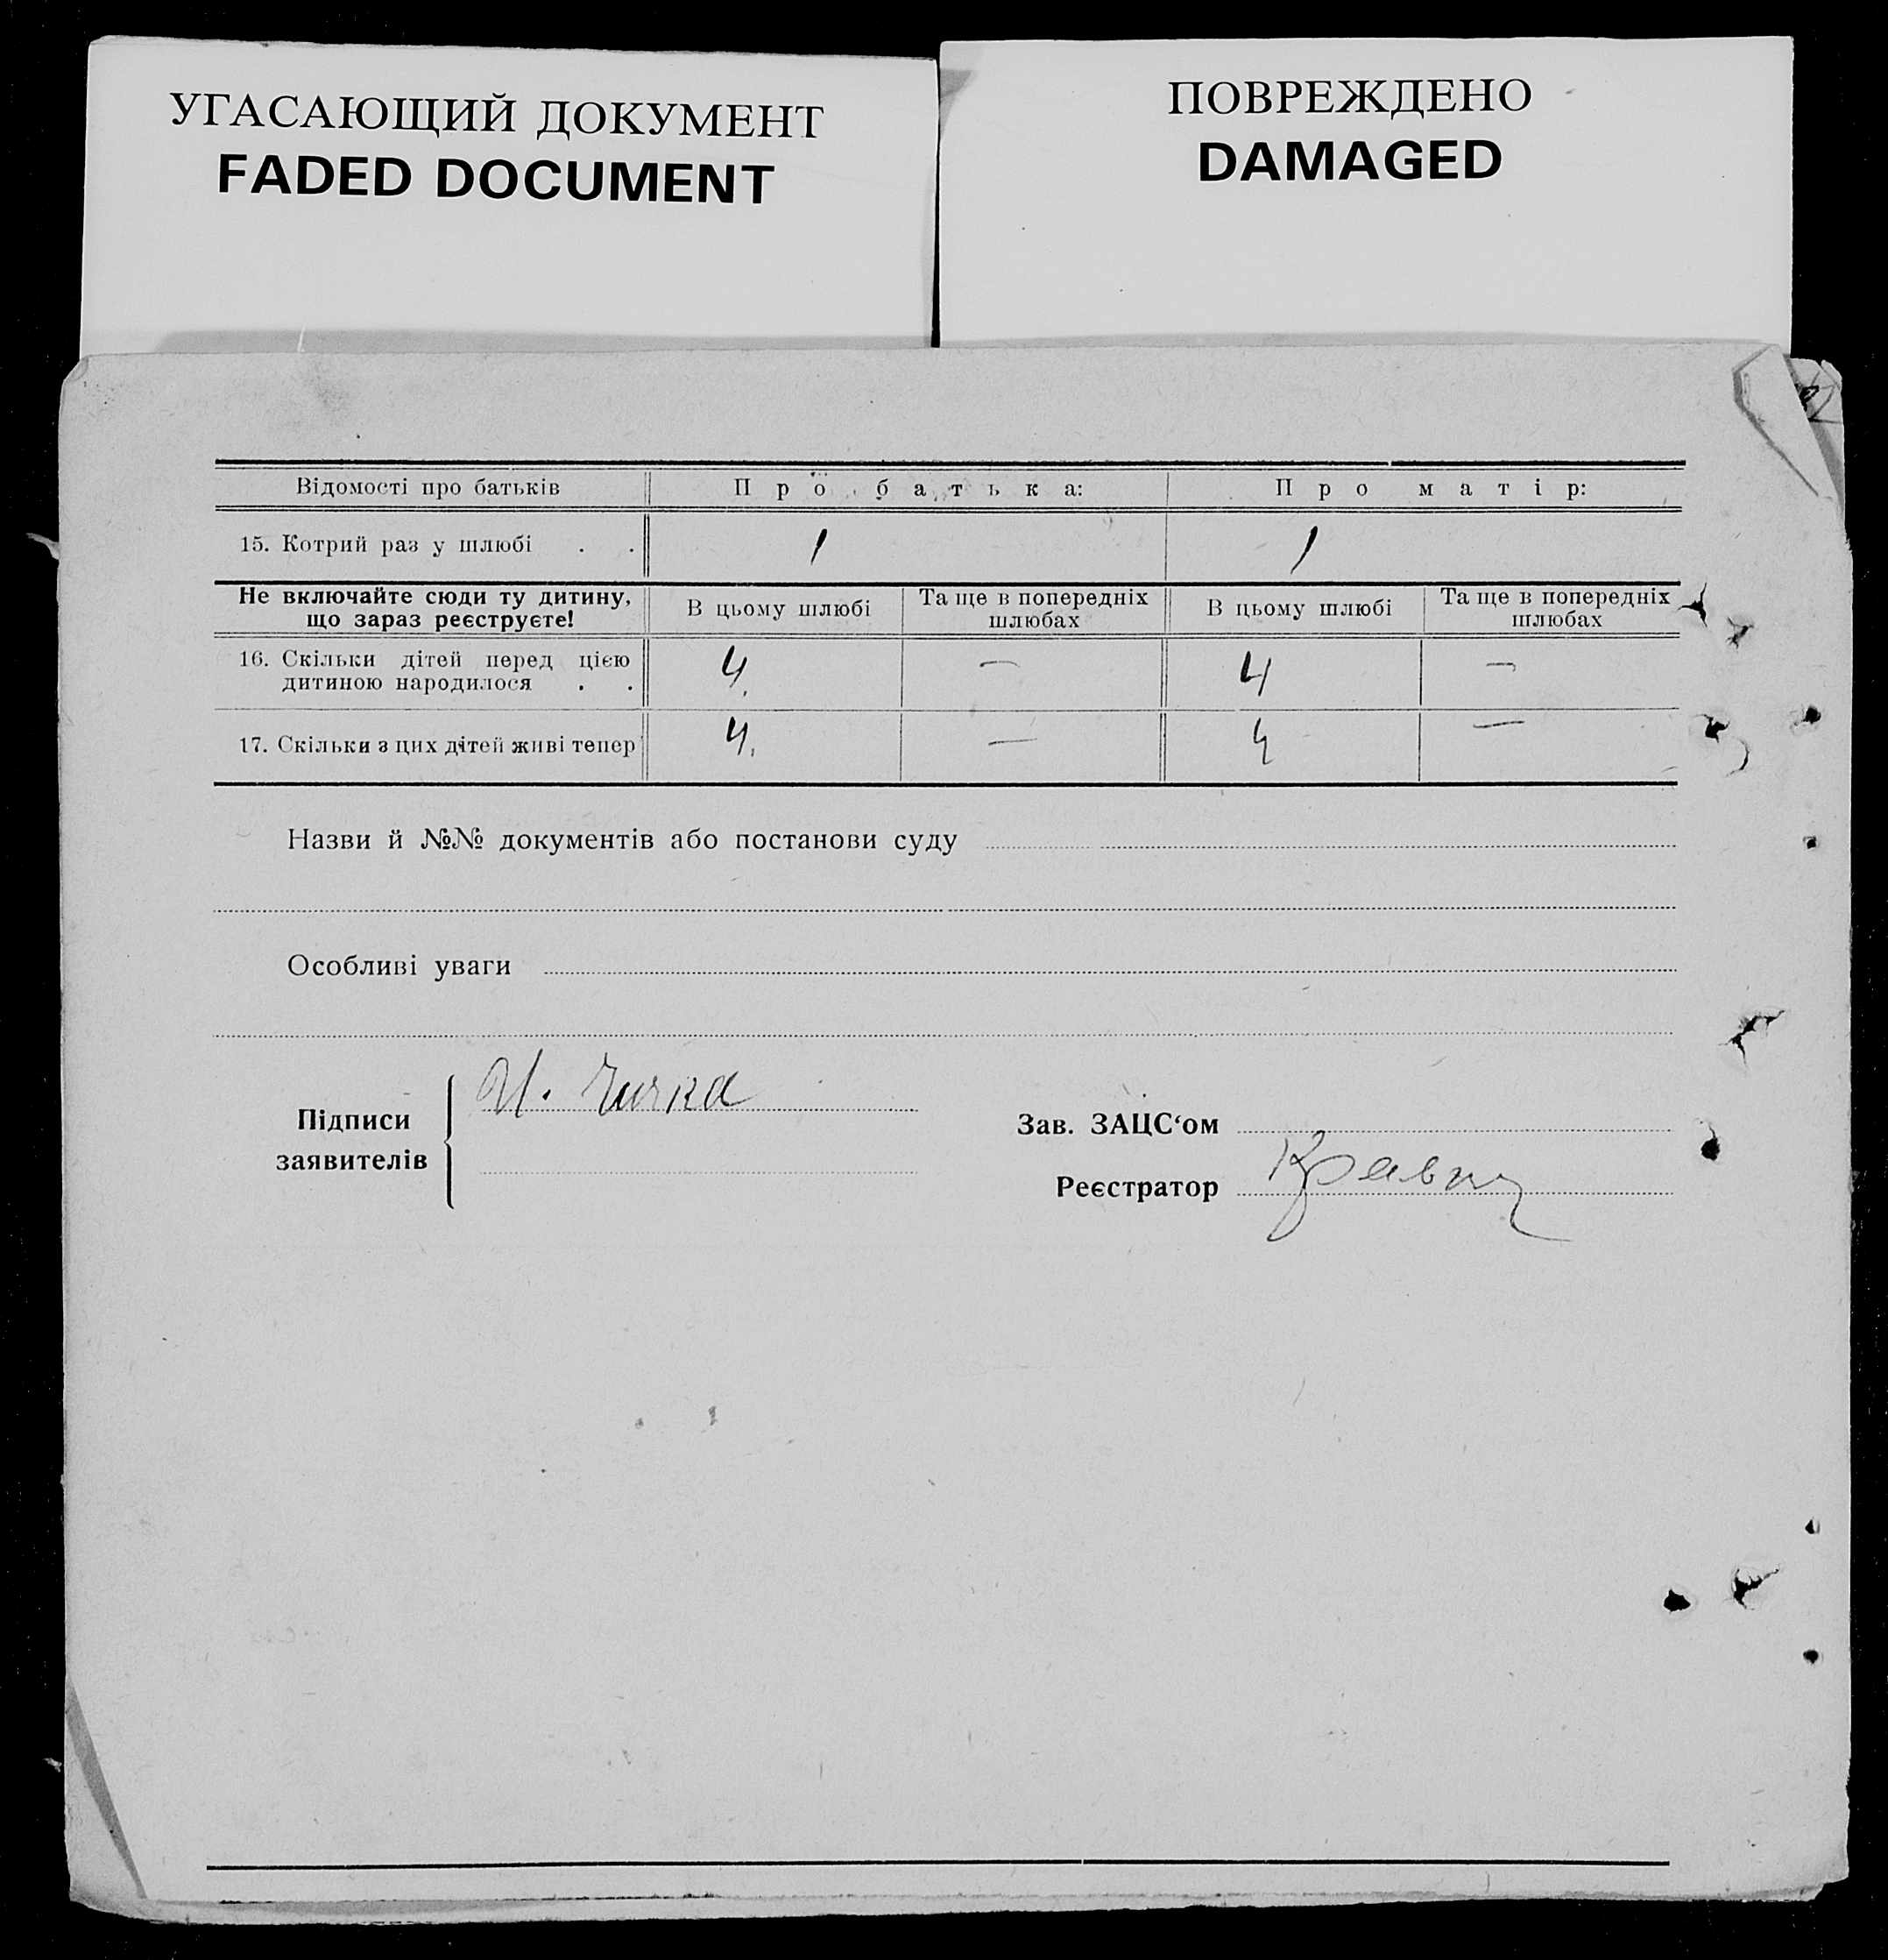 УГАСАЮЩИЙ ДОКУМЕНТ
FADED DOCUMENT
ПОВРЕЖДЕНО
DAMAGED
Відомості про батьків Про батька: Про матір:
15. Котрий раз у шлюбі . . 1 1
Не включайте сюди ту дитину, що зараз реєструєте! В цьому шлюбі Та ще в попередніх шлюбах В цьому шлюбі Та ще в попередніх шлюбах
16. Скільки дітей перед цією
дитиною народилося . . 4. — 4 —
17. Скільки з цих дітей живі тепер 4. — 4 —
Назви й №№ документів або постанови суду
Особливі уваги
Підписи
заявителів
И.
Зав. ЗАЦС‘ом
Реєстратор